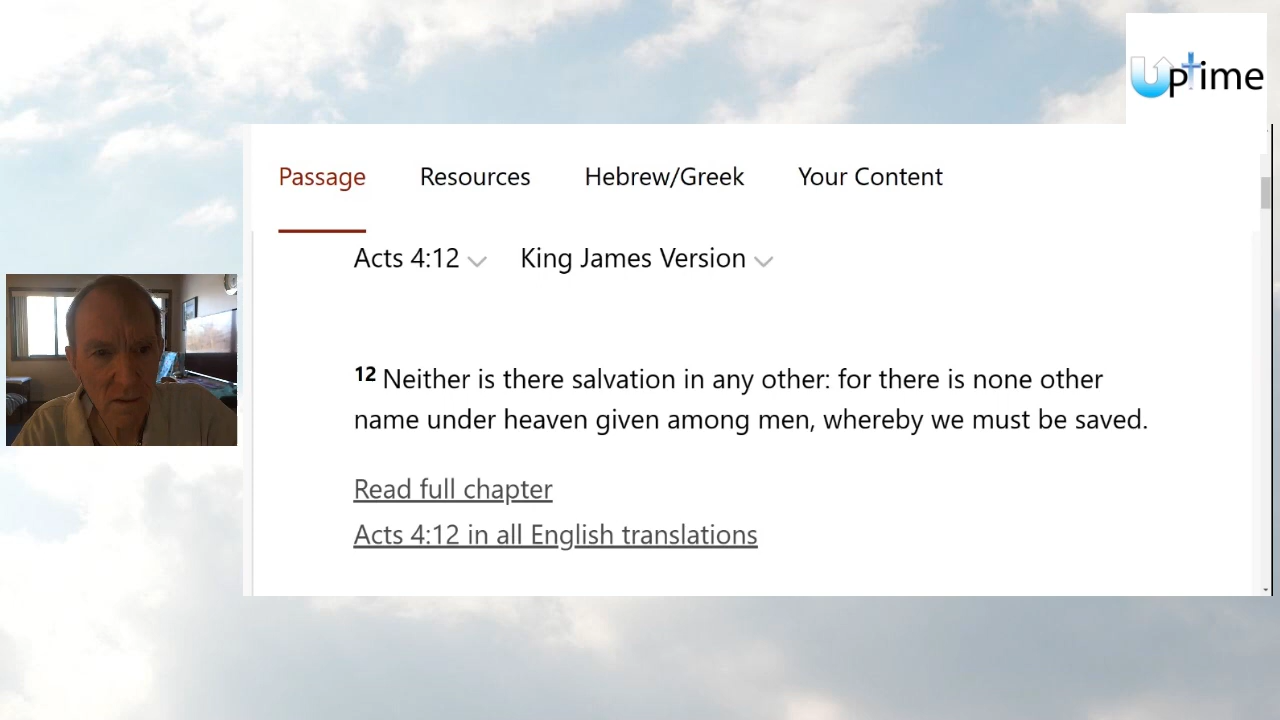 Uptime
Passage Resources Hebrew/Greek Your Content
Acts 4:12 King James Version
12 Neither is there salvation in any other: for there is none other
name under heaven given among men, whereby we must be saved.
Read full chapter
Acts 4:12 in all English translations